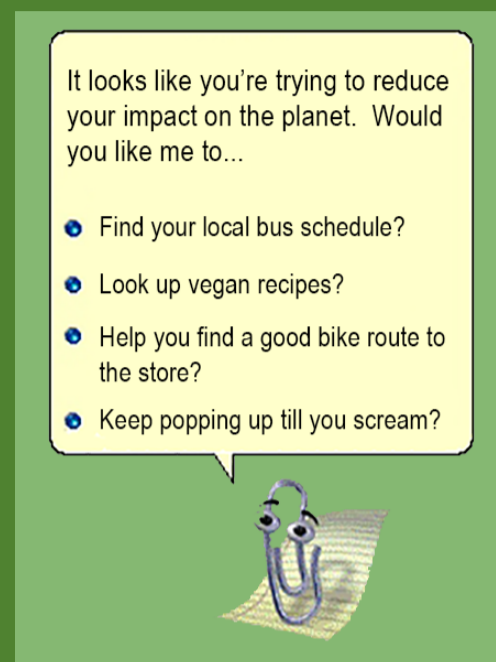 It looks like you’re trying to reduce
your impact on the planet.  Would
you like me to...
Find your local bus schedule?
Look up vegan recipes?
Help you find a good bike route to
the store?
Keep popping up till you scream?